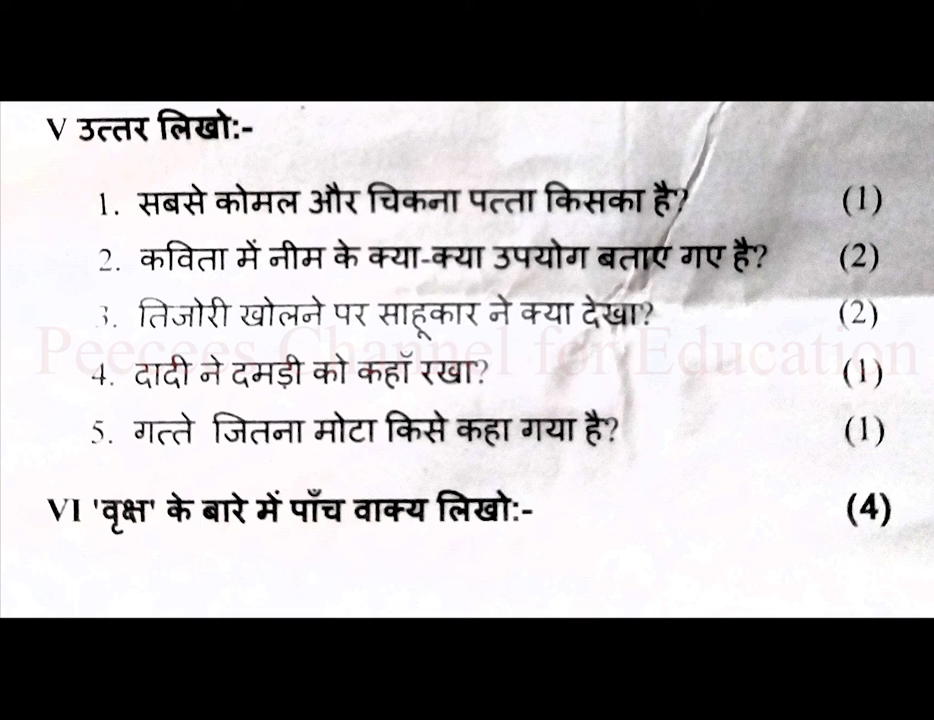 V उत्तर लिखो:-
1. सबसे कोमल और चिकना पत्ता किसका है? (1)
2. कविता में नीम के क्या-क्या उपयोग बताए गए है? (2)
3. तिजोरी खोलने पर साहूकार ने क्या देखा? (2)
Peecees Channel for Education
4. दादी ने दमड़ी को कहाँ रखा? (1)
5. गत्ते जितना मोटा किसे कहा गया है? (1)
VI 'वृक्ष' के बारे में पाँच वाक्य लिखो:- (4)